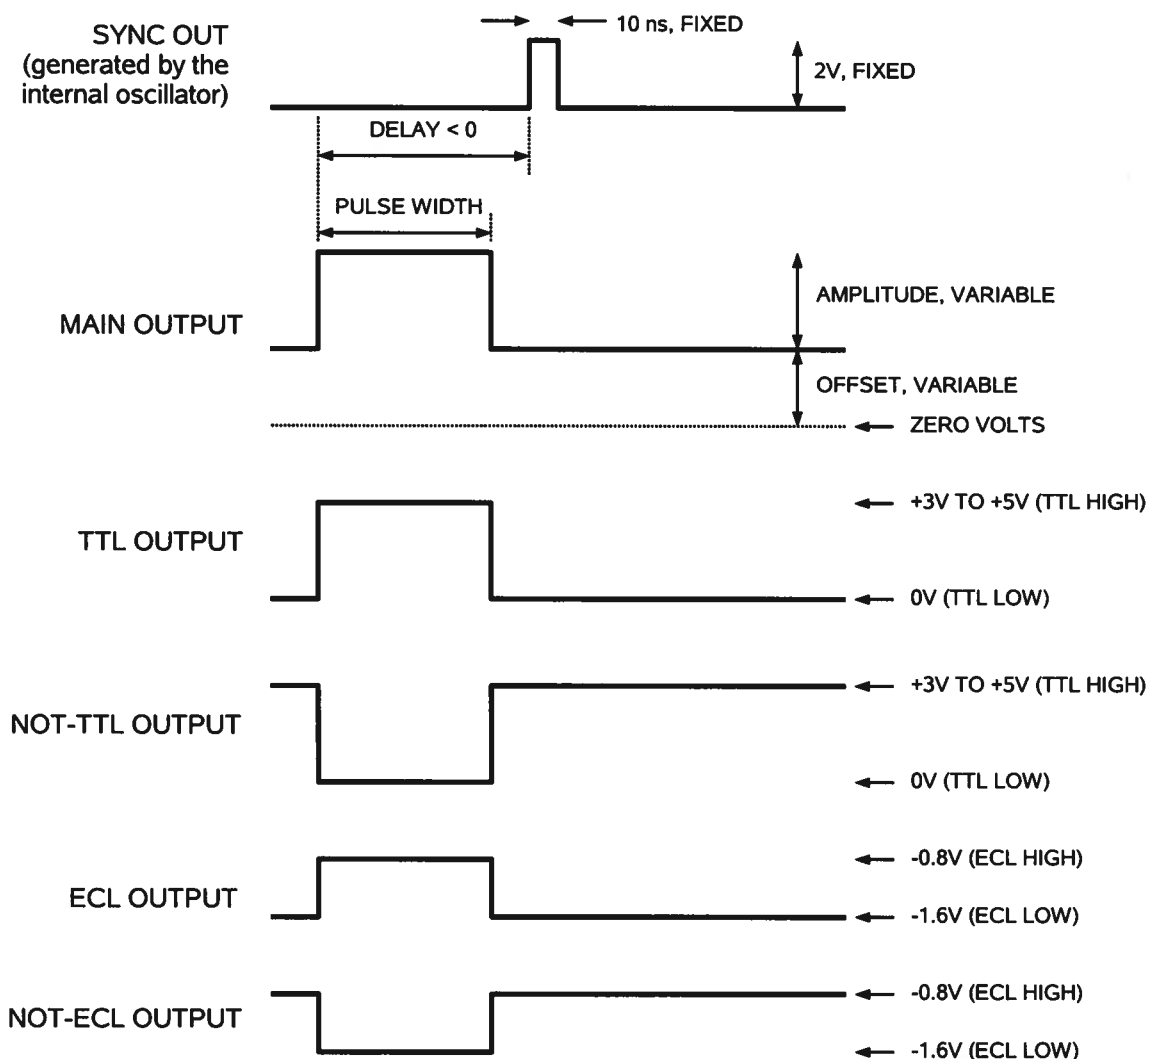 SYNC OUT
(generated by the
internal oscillator)
10 ns, FIXED
2V, FIXED
DELAY < 0
PULSE WIDTH
MAIN OUTPUT
AMPLITUDE, VARIABLE
OFFSET, VARIABLE
ZERO VOLTS
TTL OUTPUT
+3V TO +5V (TTL HIGH)
0V (TTL LOW)
NOT-TTL OUTPUT
+3V TO +5V (TTL HIGH)
0V (TTL LOW)
ECL OUTPUT
-0.8V (ECL HIGH)
-1.6V (ECL LOW)
NOT-ECL OUTPUT
-0.8V (ECL HIGH)
-1.6V (ECL LOW)